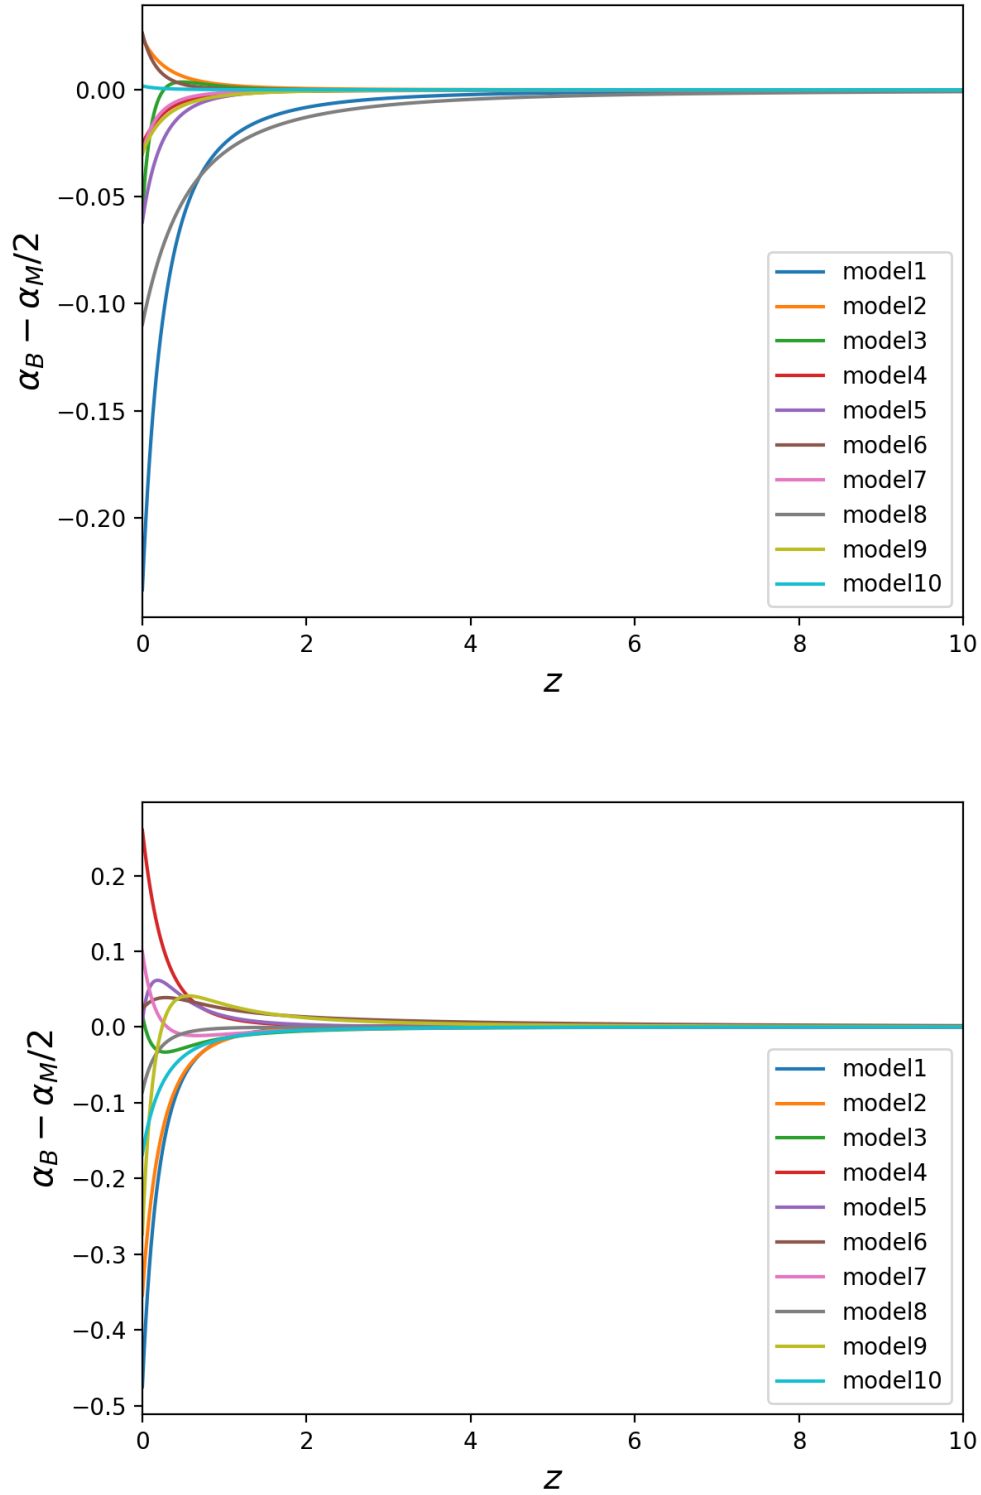 0.00
−0.05
−0.10
−0.15
−0.20
α_B − α_M/2
model1
model2
model3
model4
model5
model6
model7
model8
model9
model10
0 2 4 6 8 10
z
0.2
0.1
0.0
−0.1
−0.2
−0.3
−0.4
−0.5
α_B − α_M/2
model1
model2
model3
model4
model5
model6
model7
model8
model9
model10
0 2 4 6 8 10
z